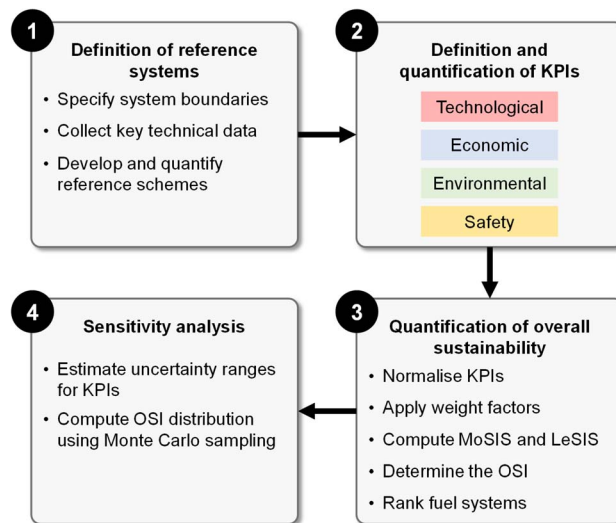 1
Definition of reference
systems
• Specify system boundaries
• Collect key technical data
• Develop and quantify
reference schemes
2
Definition and
quantification of KPIs
Technological
Economic
Environmental
Safety
3
Quantification of overall
sustainability
• Normalise KPIs
• Apply weight factors
• Compute MoSIS and LeSIS
• Determine the OSI
• Rank fuel systems
4
Sensitivity analysis
• Estimate uncertainty ranges
for KPIs
• Compute OSI distribution
using Monte Carlo sampling